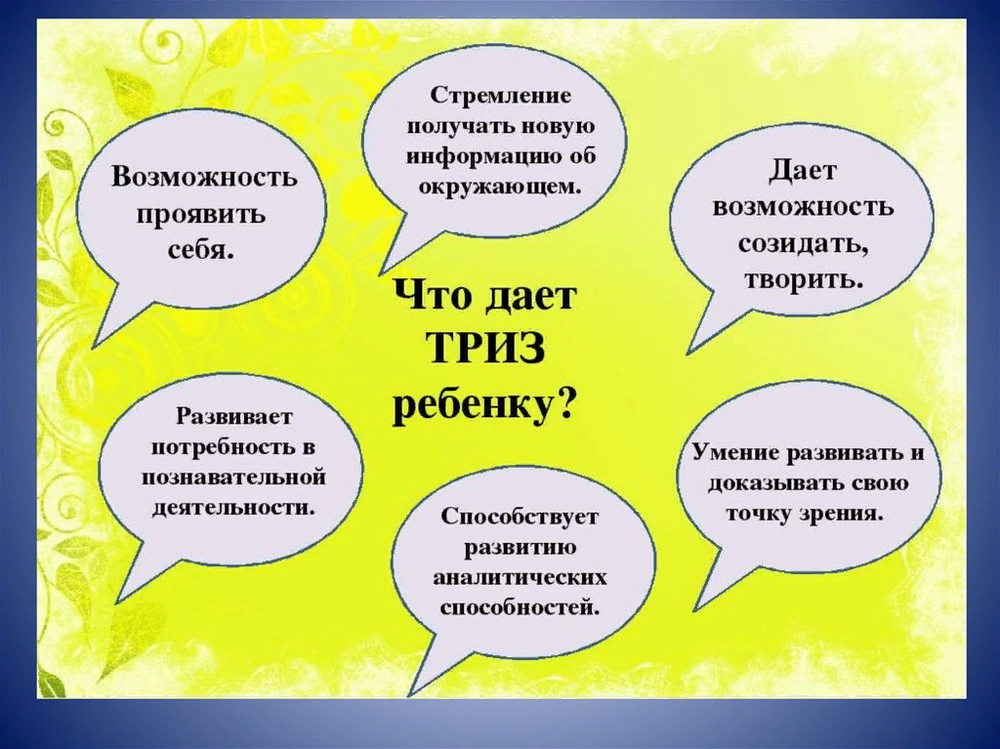 Стремление
получать новую
информацию об
окружающем.
Возможность
проявить
себя.
Дает
возможность
созидать,
творить.
Что дает
ТРИЗ
ребенку?
Развивает
потребность в
познавательной
деятельности.
Способствует
развитию
аналитических
способностей.
Умение развивать и
доказывать свою
точку зрения.